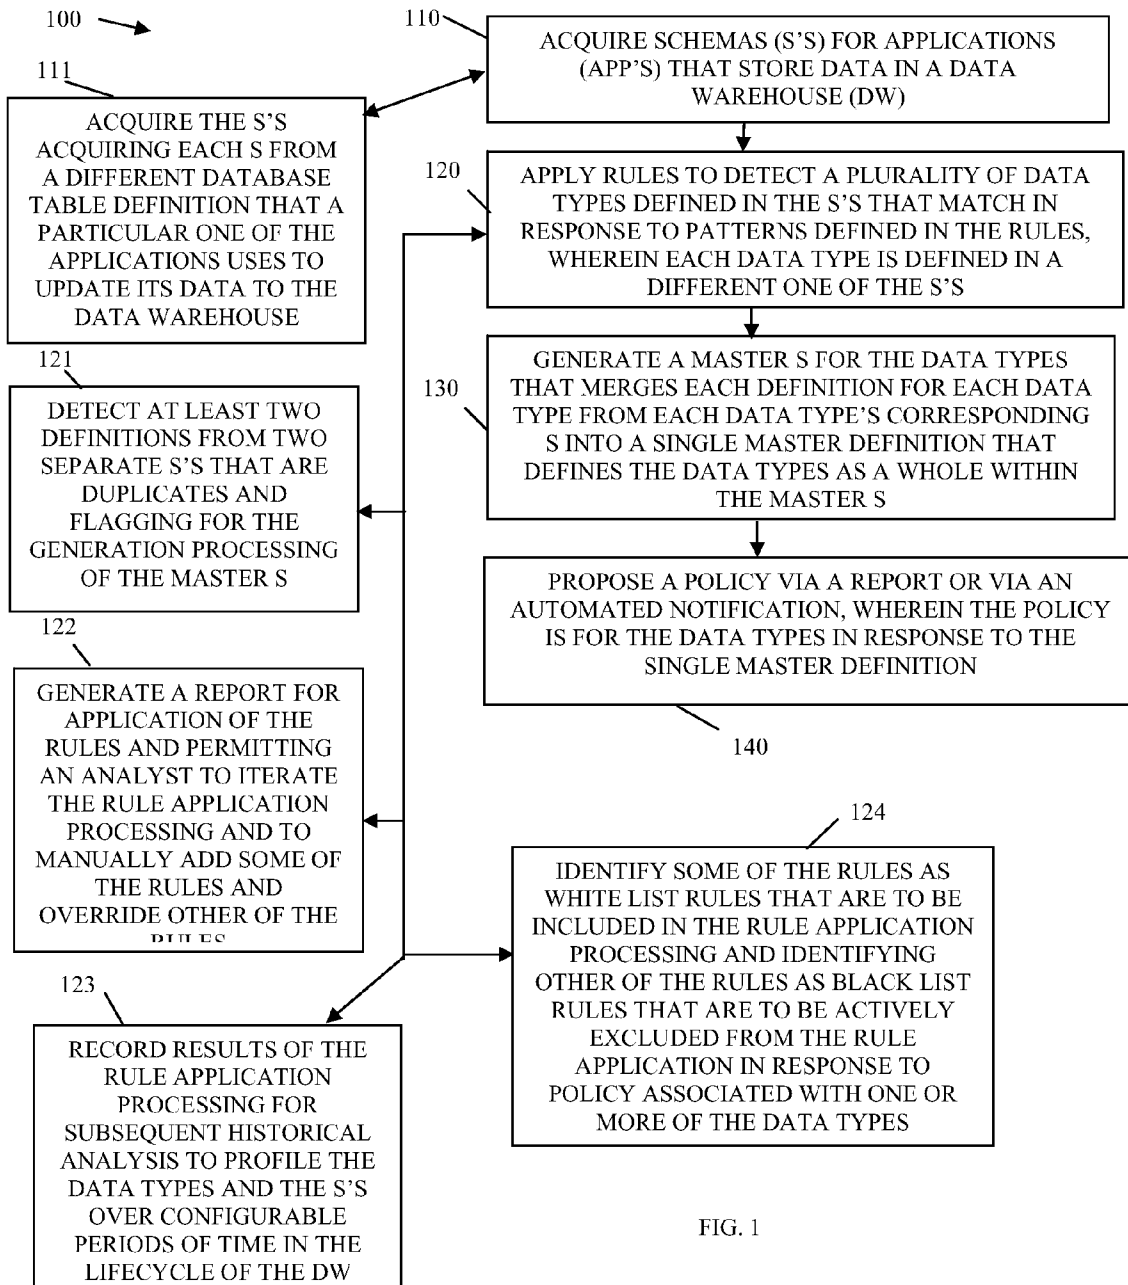 100
110
ACQUIRE SCHEMAS (S'S) FOR APPLICATIONS
(APP'S) THAT STORE DATA IN A DATA
WAREHOUSE (DW)
111
ACQUIRE THE S'S
ACQUIRING EACH S FROM
A DIFFERENT DATABASE
TABLE DEFINITION THAT A
PARTICULAR ONE OF THE
APPLICATIONS USES TO
UPDATE ITS DATA TO THE
DATA WAREHOUSE
120
APPLY RULES TO DETECT A PLURALITY OF DATA
TYPES DEFINED IN THE S'S THAT MATCH IN
RESPONSE TO PATTERNS DEFINED IN THE RULES,
WHEREIN EACH DATA TYPE IS DEFINED IN A
DIFFERENT ONE OF THE S'S
121
DETECT AT LEAST TWO
DEFINITIONS FROM TWO
SEPARATE S'S THAT ARE
DUPLICATES AND
FLAGGING FOR THE
GENERATION PROCESSING
OF THE MASTER S
130
GENERATE A MASTER S FOR THE DATA TYPES
THAT MERGES EACH DEFINITION FOR EACH DATA
TYPE FROM EACH DATA TYPE'S CORRESPONDING
S INTO A SINGLE MASTER DEFINITION THAT
DEFINES THE DATA TYPES AS A WHOLE WITHIN
THE MASTER S
PROPOSE A POLICY VIA A REPORT OR VIA AN
AUTOMATED NOTIFICATION, WHEREIN THE POLICY
IS FOR THE DATA TYPES IN RESPONSE TO THE
SINGLE MASTER DEFINITION
140
122
GENERATE A REPORT FOR
APPLICATION OF THE
RULES AND PERMITTING
AN ANALYST TO ITERATE
THE RULE APPLICATION
PROCESSING AND TO
MANUALLY ADD SOME OF
THE RULES AND
OVERRIDE OTHER OF THE
RULES
124
IDENTIFY SOME OF THE RULES AS
WHITE LIST RULES THAT ARE TO BE
INCLUDED IN THE RULE APPLICATION
PROCESSING AND IDENTIFYING
OTHER OF THE RULES AS BLACK LIST
RULES THAT ARE TO BE ACTIVELY
EXCLUDED FROM THE RULE
APPLICATION IN RESPONSE TO
POLICY ASSOCIATED WITH ONE OR
MORE OF THE DATA TYPES
123
RECORD RESULTS OF THE
RULE APPLICATION
PROCESSING FOR
SUBSEQUENT HISTORICAL
ANALYSIS TO PROFILE THE
DATA TYPES AND THE S'S
OVER CONFIGURABLE
PERIODS OF TIME IN THE
LIFECYCLE OF THE DW
FIG. 1